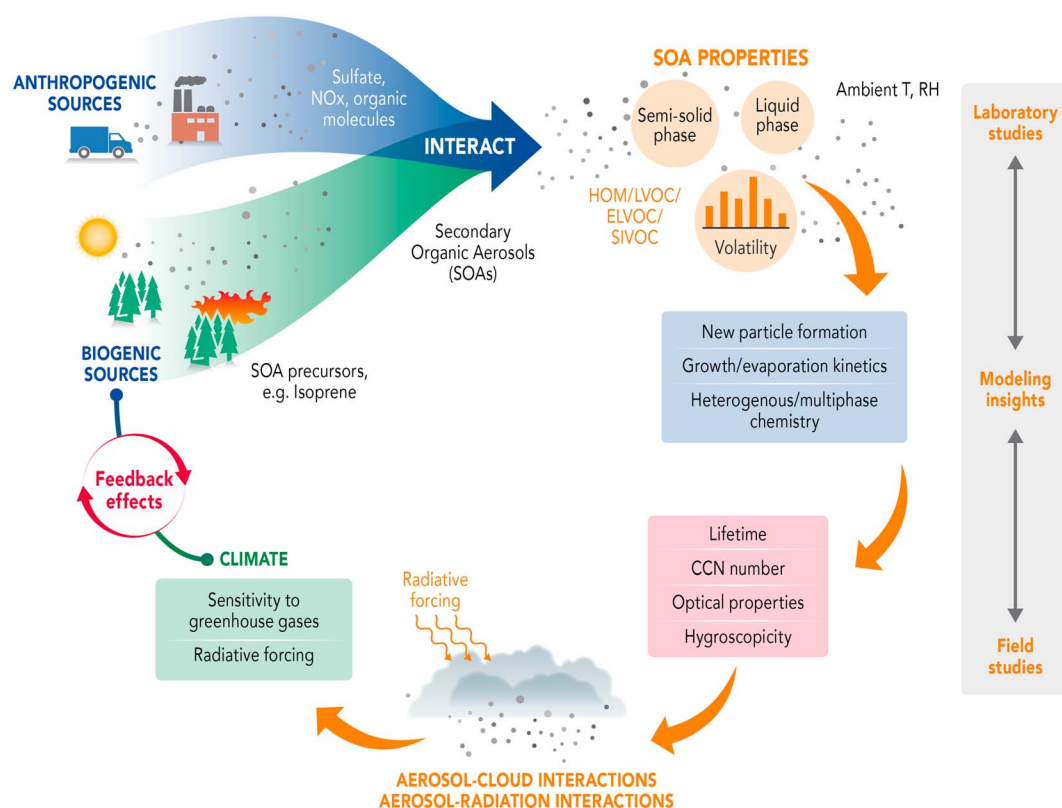 ANTHROPOGENIC
SOURCES
Sulfate,
NOx, organic
molecules
INTERACT
SOA PROPERTIES
Semi-solid
phase
Liquid
phase
Ambient T, RH
HOM/LVOC/
ELVOC/
SIVOC
Volatility
Secondary
Organic Aerosols
(SOAs)
BIOGENIC
SOURCES
SOA precursors,
e.g. Isoprene
New particle formation
Growth/evaporation kinetics
Heterogenous/multiphase
chemistry
Lifetime
CCN number
Optical properties
Hygroscopicity
Radiative
forcing
AEROSOL-CLOUD INTERACTIONS
AEROSOL-RADIATION INTERACTIONS
Feedback
effects
CLIMATE
Sensitivity to
greenhouse gases
Radiative forcing
Laboratory
studies
Modeling
insights
Field
studies